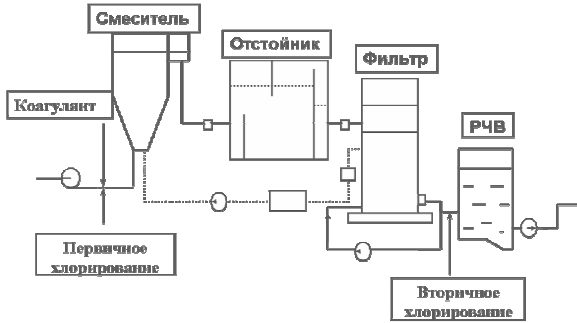 Смеситель
Отстойник
Фильтр
Коагулянт
РЧВ
Первичное
хлорирование
Вторичное
хлорирование